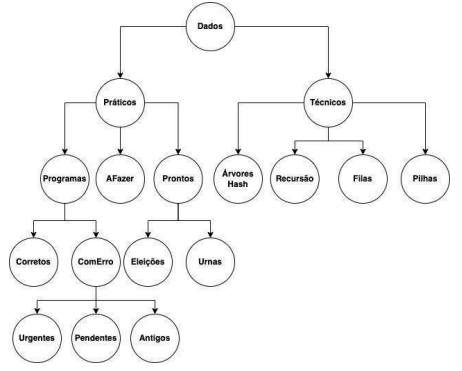 Dados
Práticos
Técnicos
Programas
AFazer
Prontos
Árvores
Hash
Recursão
Filas
Pilhas
Corretos
ComErro
Eleições
Urnas
Urgentes
Pendentes
Antigos